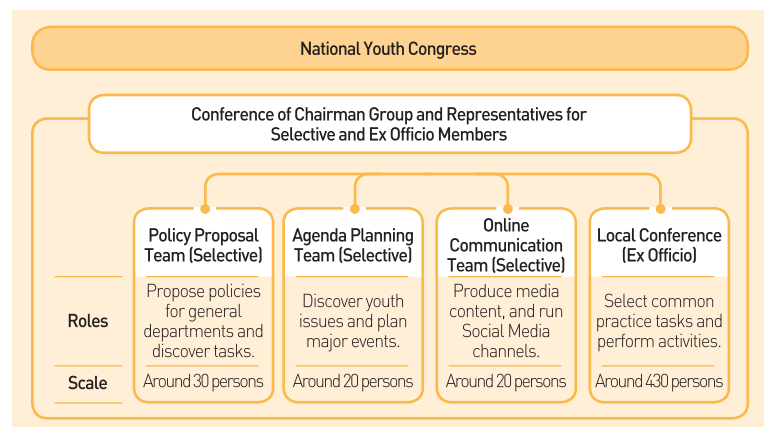 National Youth Congress
Conference of Chairman Group and Representatives for
Selective and Ex Officio Members
Policy Proposal
Team (Selective)
Agenda Planning
Team (Selective)
Online
Communication
Team (Selective)
Local Conference
(Ex Officio)
Roles
Propose policies
for general
departments and
discover tasks.
Discover youth
issues and plan
major events.
Produce media
content, and run
Social Media
channels.
Select common
practice tasks and
perform activities.
Scale
Around 30 persons
Around 20 persons
Around 20 persons
Around 430 persons